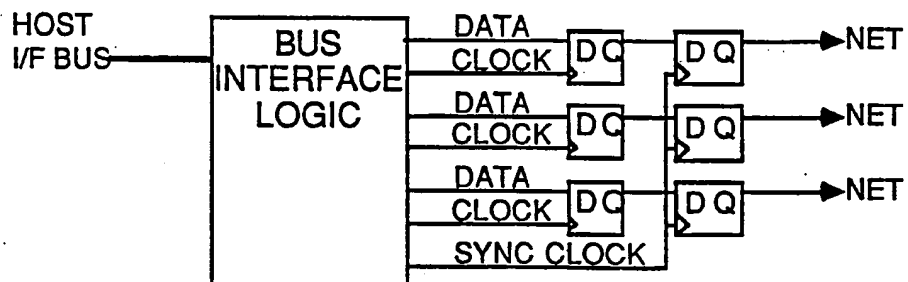 HOST
I/F BUS
BUS
INTERFACE
LOGIC
DATA
CLOCK
D Q
D Q
NET
DATA
CLOCK
D Q
D Q
NET
DATA
CLOCK
D Q
D Q
NET
SYNC CLOCK